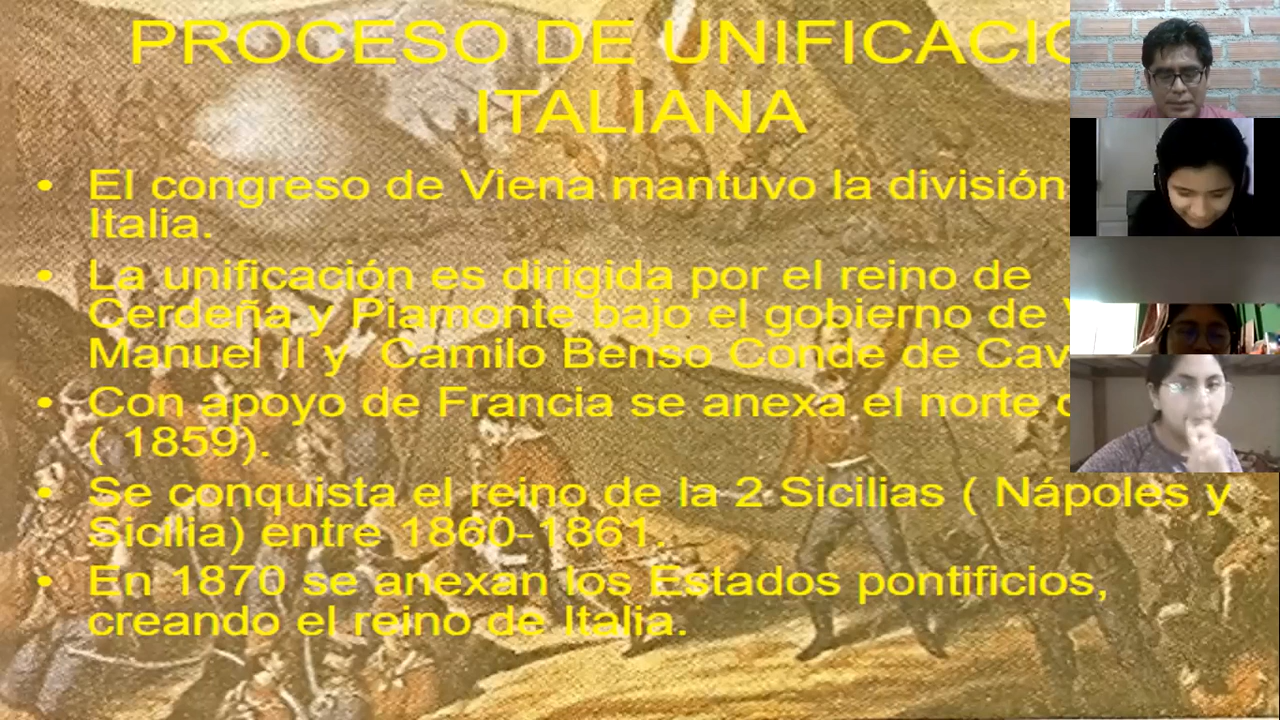 PROCESO DE UNIFICACIO
ITALIANA
• El congreso de Viena mantuvo la división
Italia.
• La unificación es dirigida por el reino de
Cerdeña y Piamonte bajo el gobierno de
Manuel II y Camilo Benso Conde de Cav
• Con apoyo de Francia se anexa el norte
( 1859).
• Se conquista el reino de la 2 Sicilias ( Nápoles y
Sicilia) entre 1860-1861.
• En 1870 se anexan los Estados pontificios,
creando el reino de Italia.